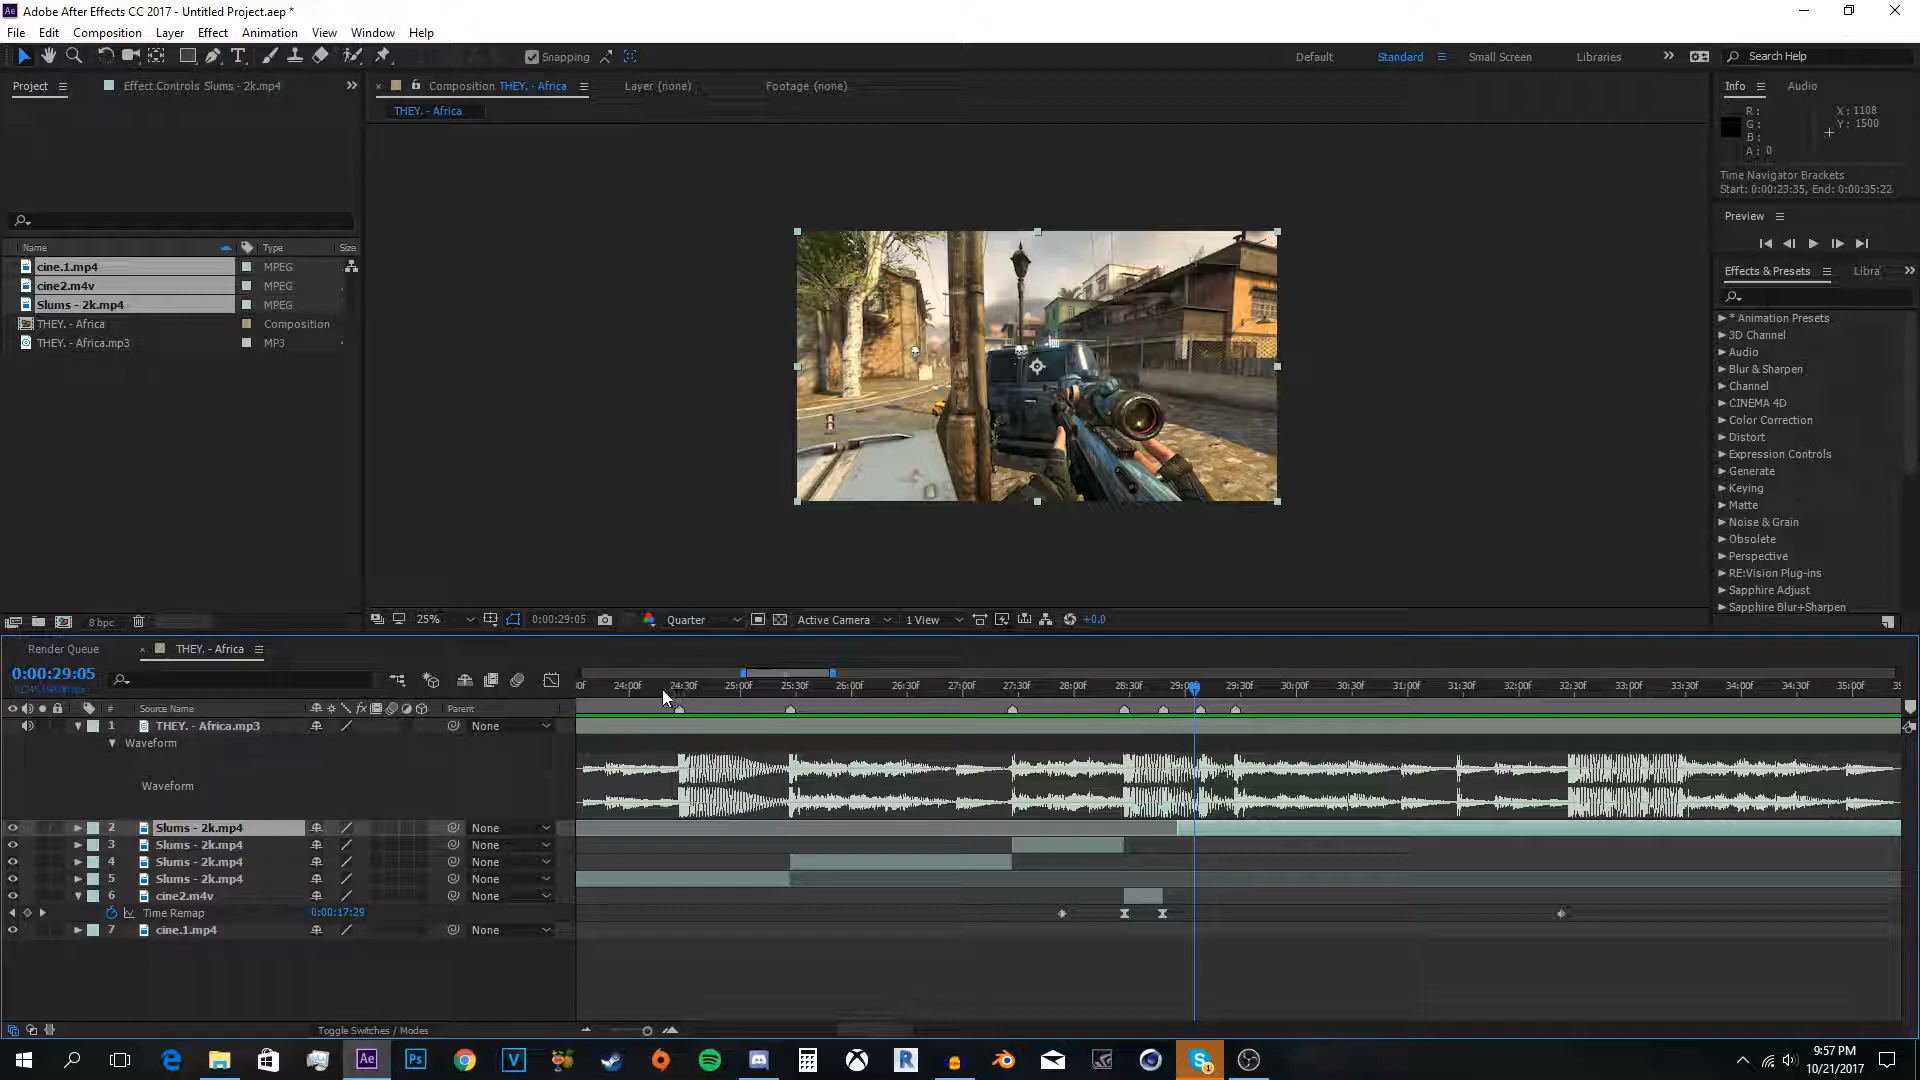 Adobe After Effects CC 2017 - Untitled Project.aep *
File Edit Composition Layer Effect Animation View Window Help
Snapping
Default Standard Small Screen Libraries Search Help
Project Effect Controls Slums - 2k.mp4
Composition THEY. - Africa Layer (none) Footage (none)
THEY. - Africa
Info Audio
R : X : 1108
G : Y : 1500
B :
A : 0
Time Navigator Brackets
Start: 0:00:23:35, End: 0:00:35:22
Preview
Effects & Presets Libra
* Animation Presets
3D Channel
Audio
Blur & Sharpen
Channel
CINEMA 4D
Color Correction
Distort
Expression Controls
Generate
Keying
Matte
Noise & Grain
Obsolete
Perspective
RE:Vision Plug-ins
Sapphire Adjust
Sapphire Blur+Sharpen
Name Type Size
cine.1.mp4 MPEG
cine2.m4v MPEG
Slums - 2k.mp4 MPEG
THEY. - Africa Composition
THEY. - Africa.mp3 MP3
8 bpc
25% 0:00:29:05 Quarter Active Camera 1 View +0.0
Render Queue THEY. - Africa
0:00:29:05
24:00f 24:30f 25:00f 25:30f 26:00f 26:30f 27:00f 27:30f 28:00f 28:30f 29:00f 29:30f 30:00f 30:30f 31:00f 31:30f 32:00f 32:30f 33:00f 33:30f 34:00f 34:30f 35:00f
# Source Name Parent
1 THEY. - Africa.mp3 None
Waveform
Waveform
2 Slums - 2k.mp4 None
3 Slums - 2k.mp4 None
4 Slums - 2k.mp4 None
5 Slums - 2k.mp4 None
6 cine2.m4v None
Time Remap 0:00:17:29
7 cine.1.mp4 None
Toggle Switches / Modes
9:57 PM
10/21/2017